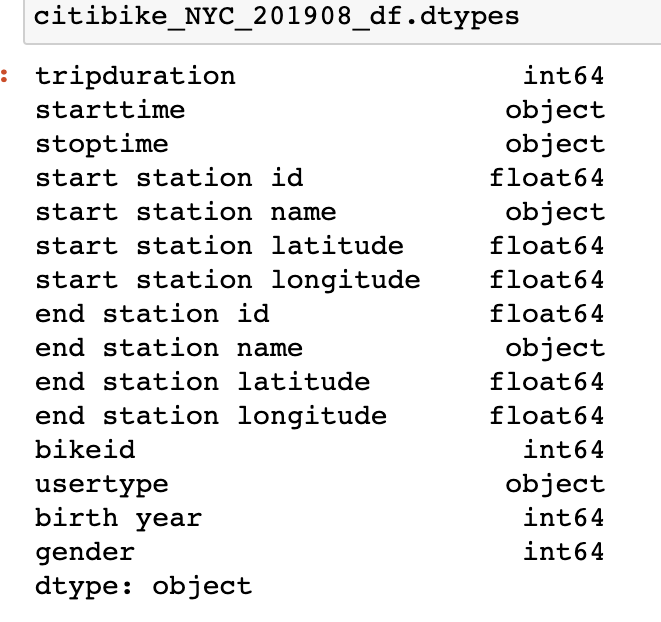 citibike_NYC_201908_df.dtypes
: tripduration int64
starttime object
stoptime object
start station id float64
start station name object
start station latitude float64
start station longitude float64
end station id float64
end station name object
end station latitude float64
end station longitude float64
bikeid int64
usertype object
birth year int64
gender int64
dtype: object